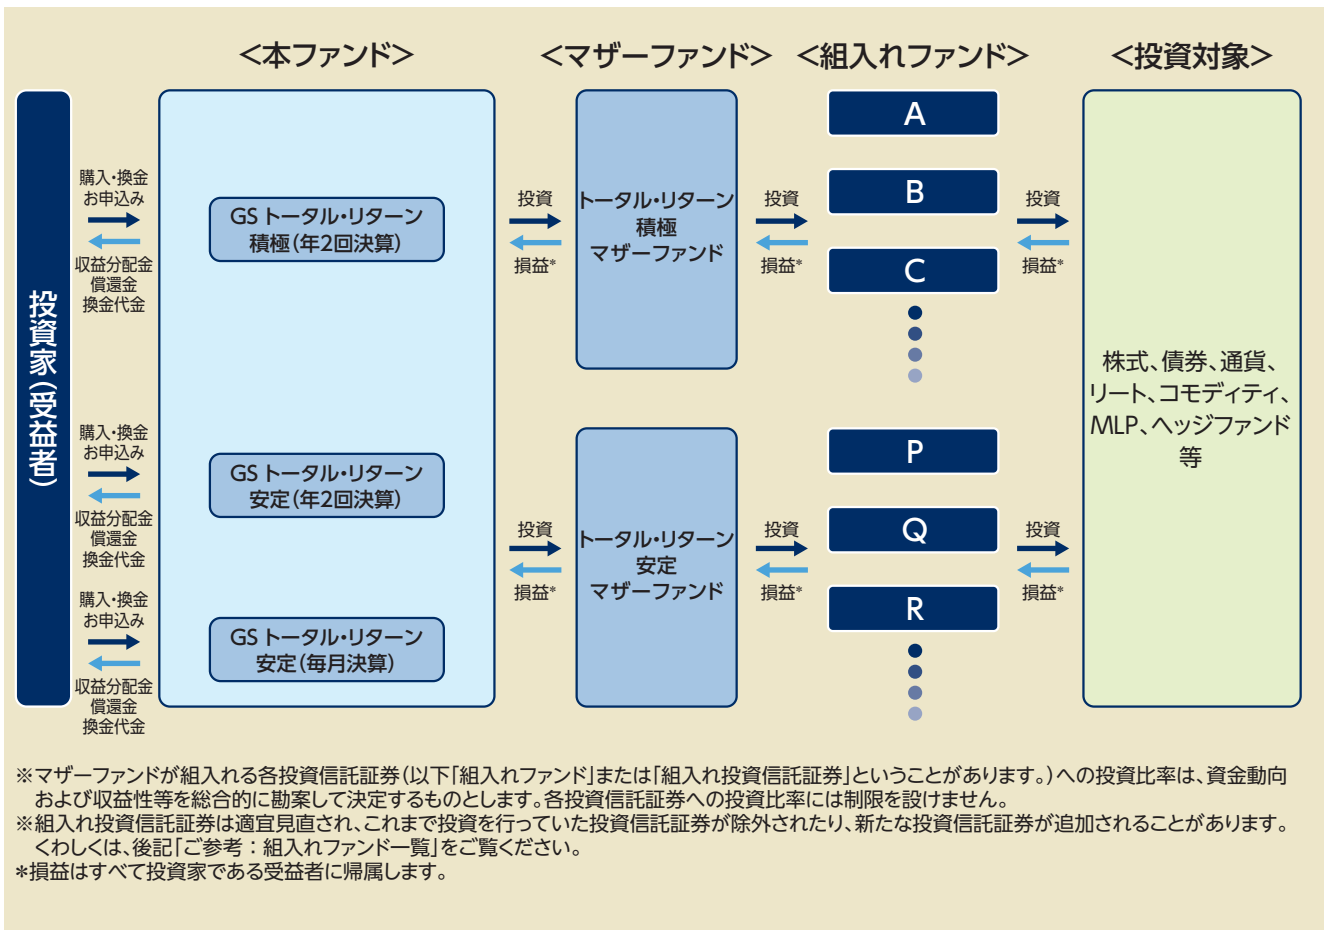 <本ファンド>
<マザーファンド>
<組入れファンド>
<投資対象>
投資家(受益者)
購入・換金
お申込み
収益分配金
償還金
換金代金
GS トータル・リターン
積極(年2回決算)
投資
損益*
トータル・リターン
積極
マザーファンド
投資
損益*
A
B
C
投資
損益*
株式、債券、通貨、
リート、コモディティ、
MLP、ヘッジファンド
等
購入・換金
お申込み
収益分配金
償還金
換金代金
GS トータル・リターン
安定(年2回決算)
購入・換金
お申込み
収益分配金
償還金
換金代金
GS トータル・リターン
安定(毎月決算)
投資
損益*
トータル・リターン
安定
マザーファンド
投資
損益*
P
Q
R
投資
損益*
※マザーファンドが組入れる各投資信託証券(以下「組入れファンド」または「組入れ投資信託証券」ということがあります。)への投資比率は、資金動向
および収益性等を総合的に勘案して決定するものとします。各投資信託証券への投資比率には制限を設けません。
※組入れ投資信託証券は適宜見直され、これまで投資を行っていた投資信託証券が除外されたり、新たな投資信託証券が追加されることがあります。
くわしくは、後記「ご参考：組入れファンド一覧」をご覧ください。
*損益はすべて投資家である受益者に帰属します。